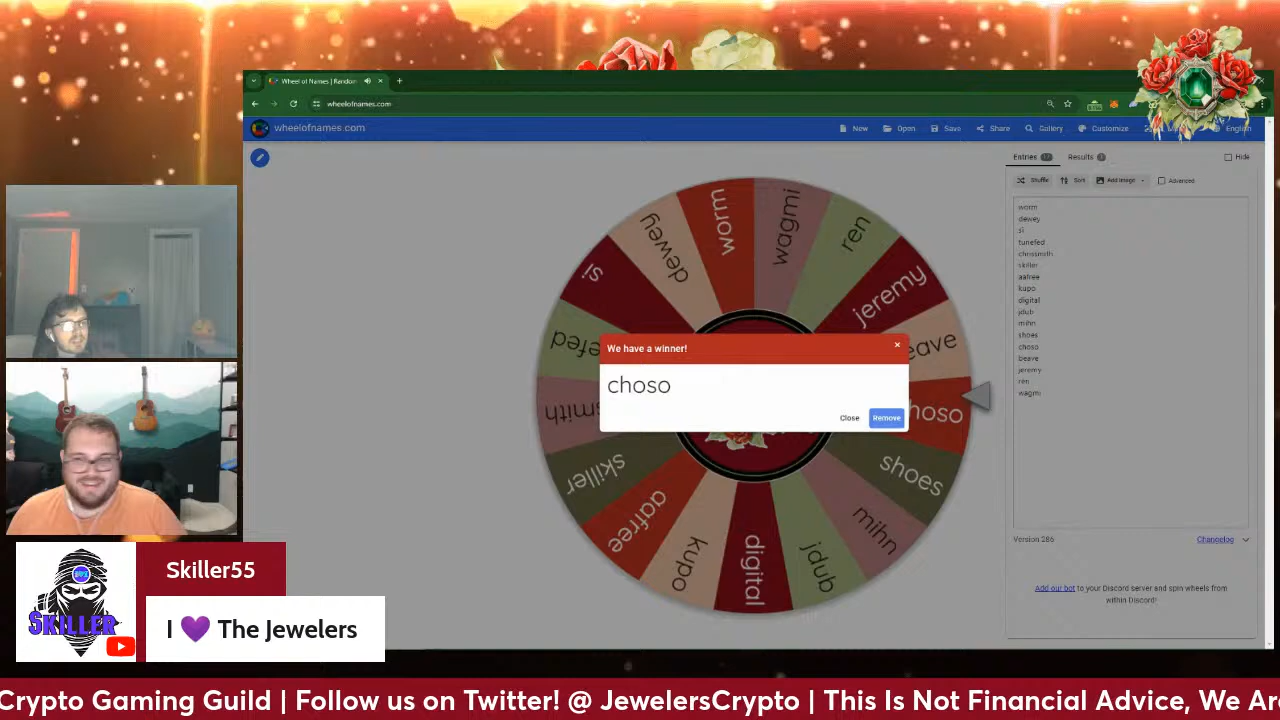 Wheel of Names | Random
wheelofnames.com
wheelofnames.com
New
Open
Save
Share
Gallery
Customize
English
Entries 17
Results
Hide
Shuffle
Sort
Add image
Advanced
worm
dewey
si
tunefed
chrissmith
skiller
aafree
kupo
digital
jdub
mihn
shoes
choso
beave
jeremy
ren
wagmi
worm
wagmi
ren
jeremy
eave
hoso
shoes
mihn
jdub
digital
kupo
aafree
skiller
smith
efed
si
dewey
We have a winner!
choso
Close
Remove
Version 286
Changelog
Add our bot to your Discord server and spin wheels from
within Discord!
SKILLER
Skiller55
I 💜 The Jewelers
Crypto Gaming Guild | Follow us on Twitter! @ JewelersCrypto | This Is Not Financial Advice, We Ar